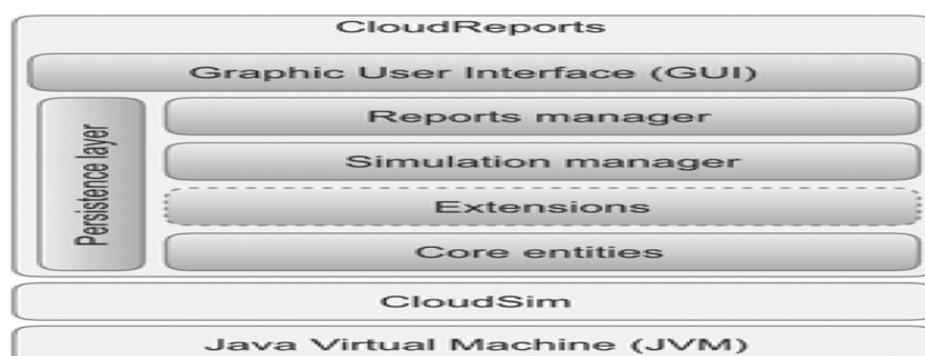 CloudReports
Graphic User Interface (GUI)
Persistence layer
Reports manager
Simulation manager
Extensions
Core entities
CloudSim
Java Virtual Machine (JVM)